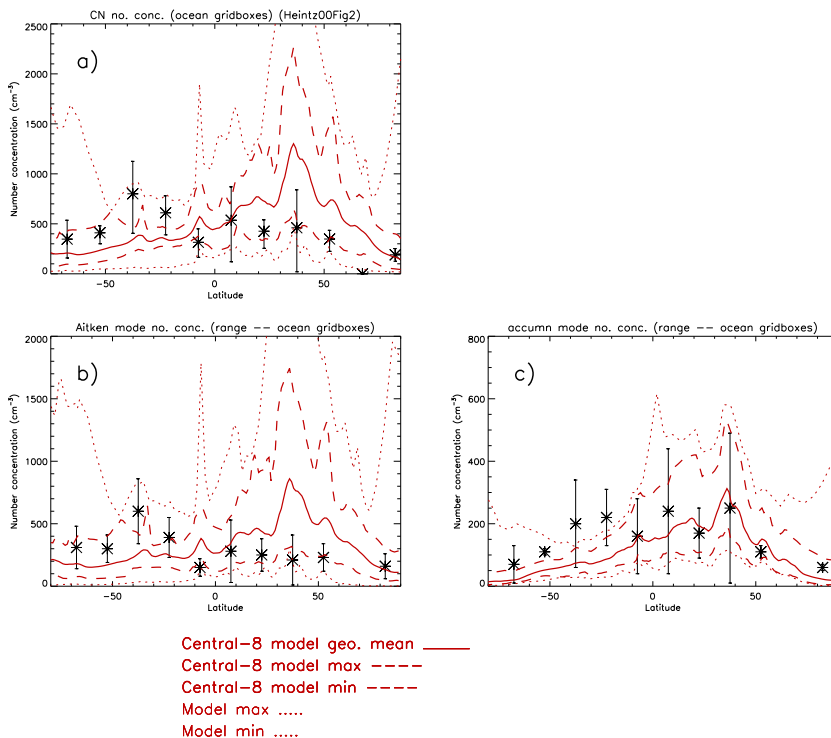 CN no. conc. (ocean gridboxes) (Heintz00Fig2)
2500
2000
1500
1000
500
0
Number concentration (cm⁻³)
a)
-50
0
50
Latitude
Aitken mode no. conc. (range -- ocean gridboxes)
2000
1500
1000
500
0
Number concentration (cm⁻³)
b)
-50
0
50
Latitude
accumn mode no. conc. (range -- ocean gridboxes)
800
600
400
200
0
Number concentration (cm⁻³)
c)
-50
0
50
Latitude
Central-8 model geo. mean
Central-8 model max
Central-8 model min
Model max .....
Model min .....